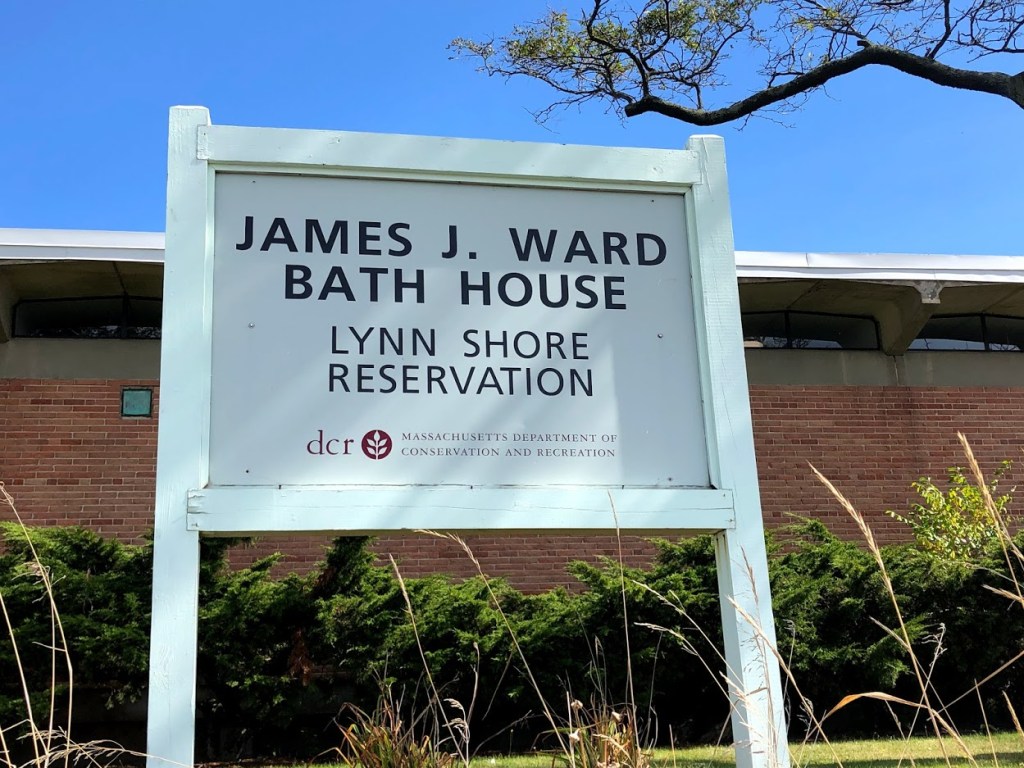 JAMES J. WARD
BATH HOUSE
LYNN SHORE
RESERVATION
dcr MASSACHUSETTS DEPARTMENT OF
CONSERVATION AND RECREATION